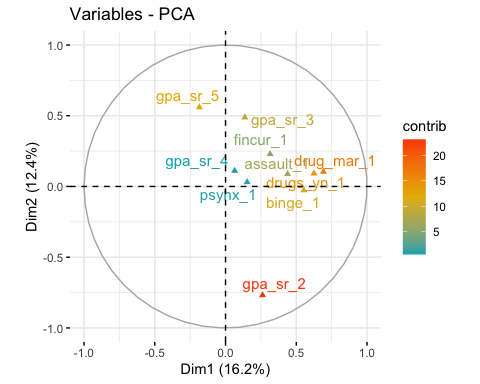 Variables - PCA
1.0
gpa_sr_5
0.5
gpa_sr_3
fincur_1
gpa_sr_4
assault_1
drug_mar_1
0.0
drugs_yn_1
psyhx_1
binge_1
-0.5
gpa_sr_2
-1.0
-1.0 -0.5 0.0 0.5 1.0
Dim1 (16.2%)
Dim2 (12.4%)
contrib
20
15
10
5